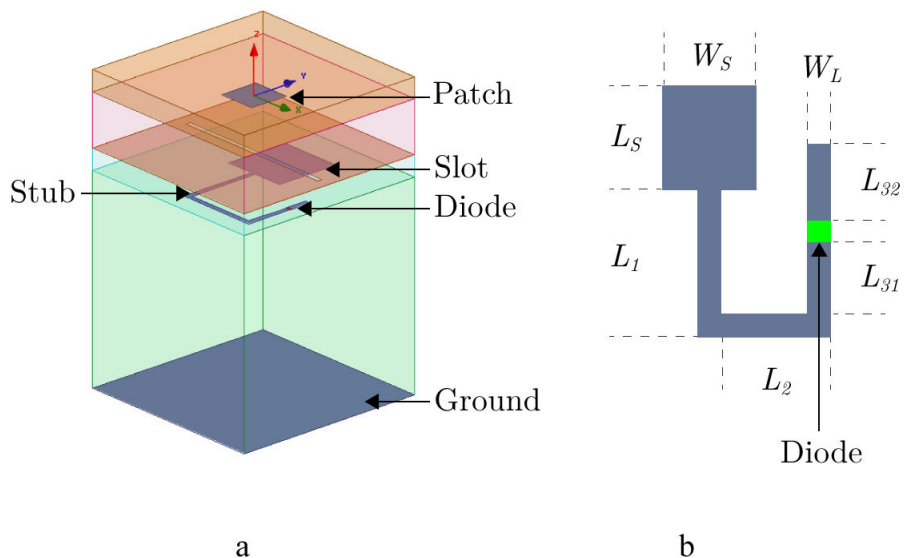 Z
Y
X
Patch
Slot
Stub
Diode
Ground
a
W_S
W_L
L_S
L_32
L_1
L_31
L_2
Diode
b